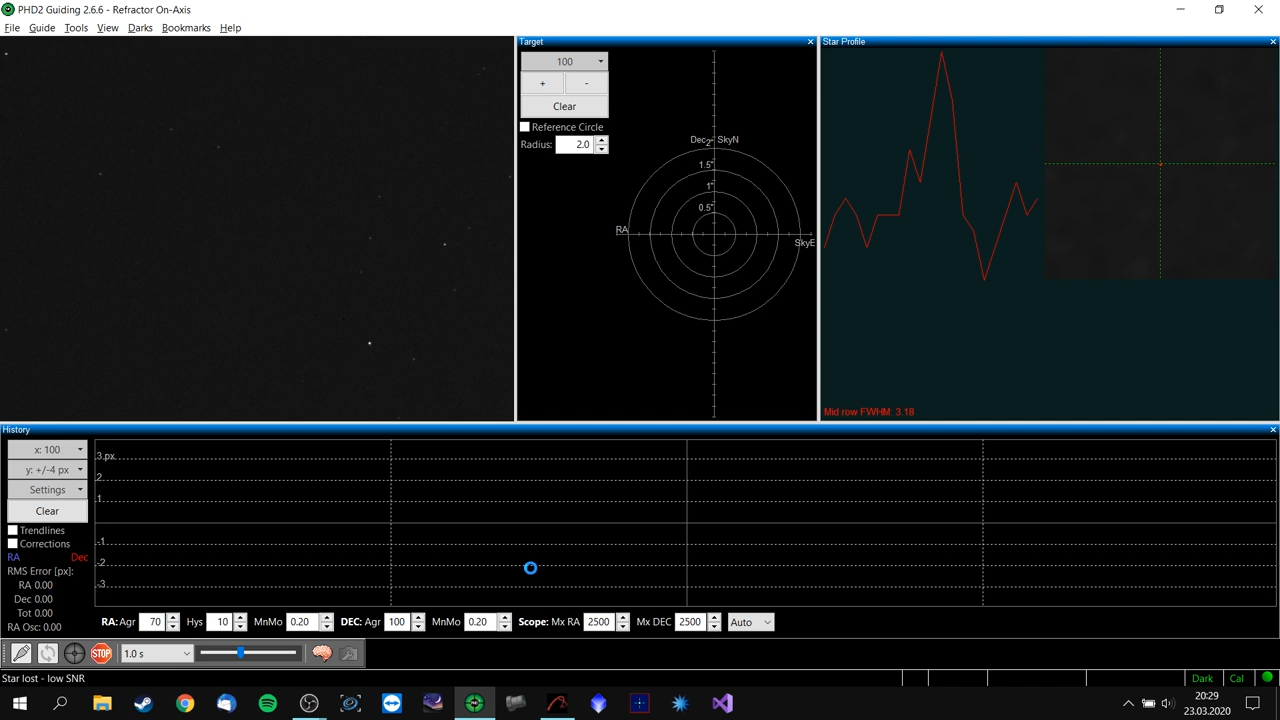 PHD2 Guiding 2.6.6 - Refractor On-Axis
File Guide Tools View Darks Bookmarks Help
Target
100
+ -
Clear
Reference Circle
Radius: 2.0
Dec 2" SkyN
1.5"
1"
0.5"
RA
SkyE
Star Profile
Mid row FWHM: 3.18
History
x: 100
y: +/-4 px
Settings
Clear
Trendlines
Corrections
RA Dec
RMS Error [px]:
RA 0.00
Dec 0.00
Tot 0.00
RA Osc: 0.00
3 px
2
1
-1
-2
-3
RA: Agr 70 Hys 10 MnMo 0.20 DEC: Agr 100 MnMo 0.20 Scope: Mx RA 2500 Mx DEC 2500 Auto
STOP 1.0 s
Star lost - low SNR Dark Cal
20:29
23.03.2020